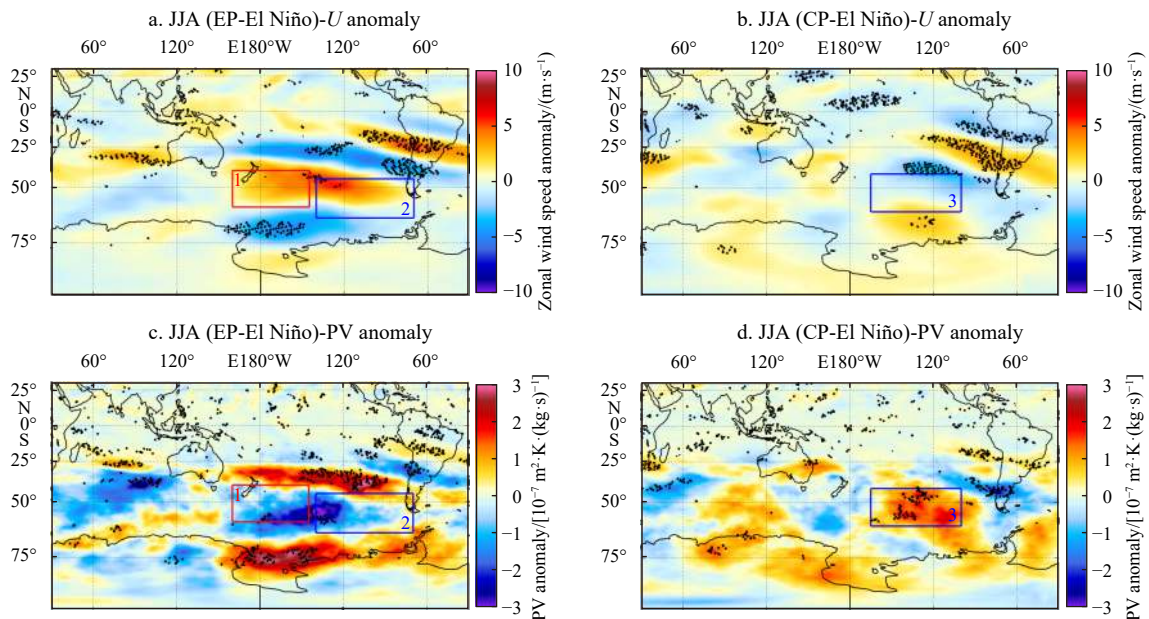 a. JJA (EP-El Niño)-U anomaly
60° 120° E180°W 120° 60°
25°
N
0°
S
25°
50°
75°
1
2
10
5
0
−5
−10
Zonal wind speed anomaly/(m·s⁻¹)
b. JJA (CP-El Niño)-U anomaly
60° 120° E180°W 120° 60°
25°
N
0°
S
25°
50°
75°
3
10
5
0
−5
−10
Zonal wind speed anomaly/(m·s⁻¹)
c. JJA (EP-El Niño)-PV anomaly
60° 120° E180°W 120° 60°
25°
N
0°
S
25°
50°
75°
1
2
3
2
1
0
−1
−2
−3
PV anomaly/[10⁻⁷ m²·K·(kg·s)⁻¹]
d. JJA (CP-El Niño)-PV anomaly
60° 120° E180°W 120° 60°
25°
N
0°
S
25°
50°
75°
3
3
2
1
0
−1
−2
−3
PV anomaly/[10⁻⁷ m²·K·(kg·s)⁻¹]